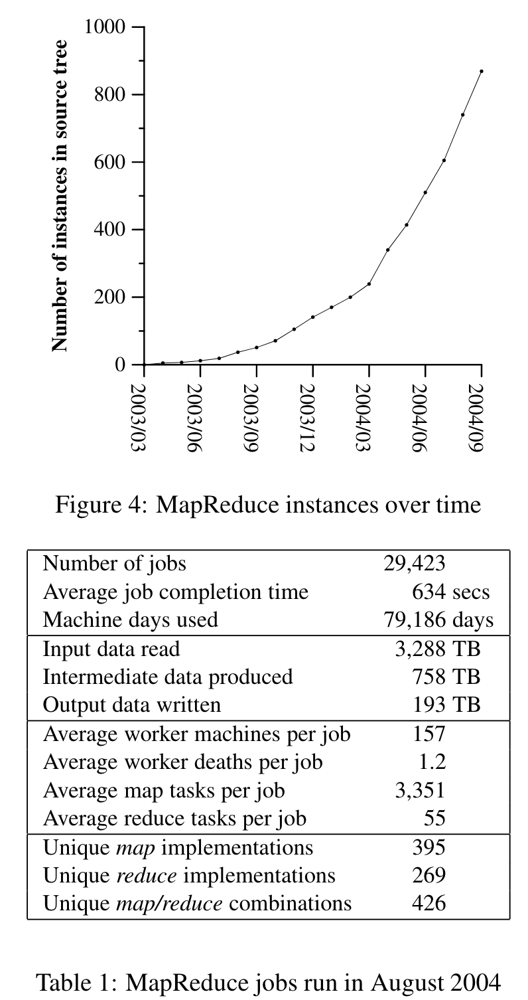 1000
800
600
400
200
0
Number of instances in source tree
2003/03
2003/06
2003/09
2003/12
2004/03
2004/06
2004/09
Figure 4: MapReduce instances over time
Number of jobs 29,423
Average job completion time 634 secs
Machine days used 79,186 days
Input data read 3,288 TB
Intermediate data produced 758 TB
Output data written 193 TB
Average worker machines per job 157
Average worker deaths per job 1.2
Average map tasks per job 3,351
Average reduce tasks per job 55
Unique map implementations 395
Unique reduce implementations 269
Unique map/reduce combinations 426
Table 1: MapReduce jobs run in August 2004